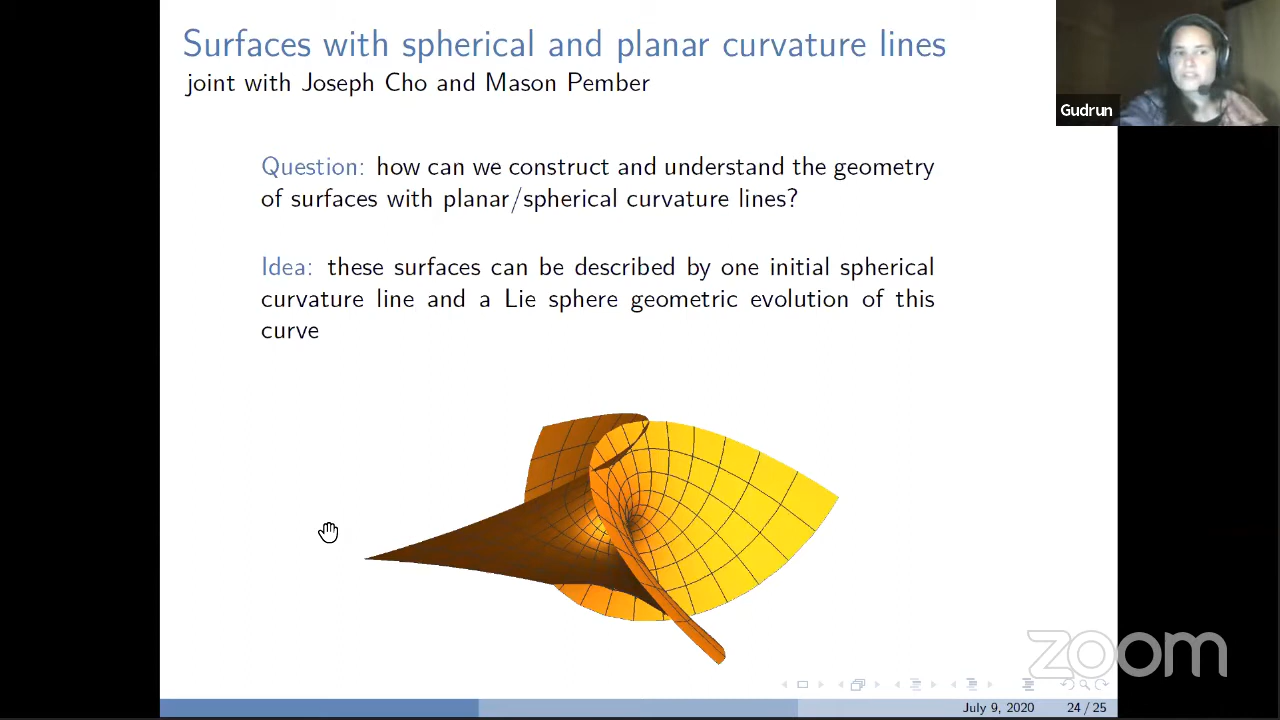 Surfaces with spherical and planar curvature lines
joint with Joseph Cho and Mason Pember
Gudrun
Question: how can we construct and understand the geometry
of surfaces with planar/spherical curvature lines?
Idea: these surfaces can be described by one initial spherical
curvature line and a Lie sphere geometric evolution of this
curve
zoom
July 9, 2020 24 / 25